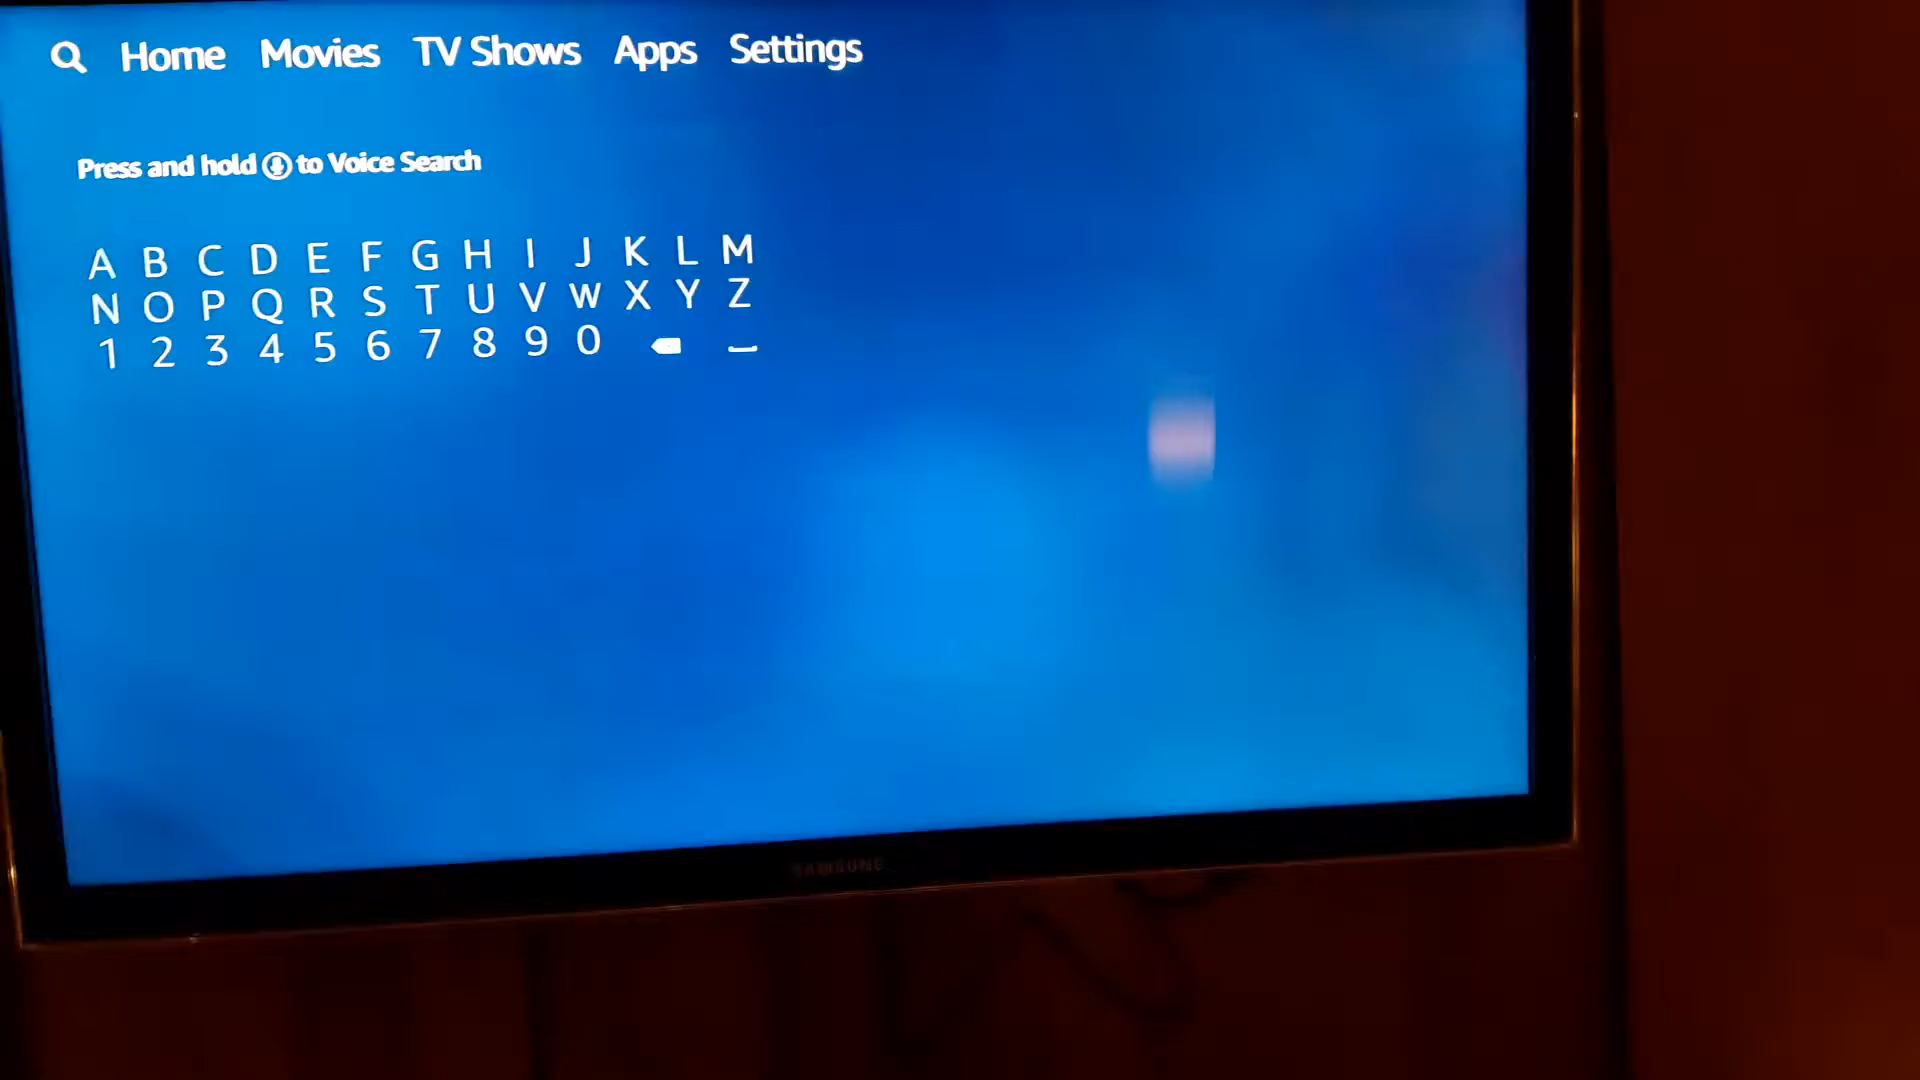 Home Movies TV Shows Apps Settings
Press and hold to Voice Search
A B C D E F G H I J K L M
N O P Q R S T U V W X Y Z
1 2 3 4 5 6 7 8 9 0
SAMSUNG